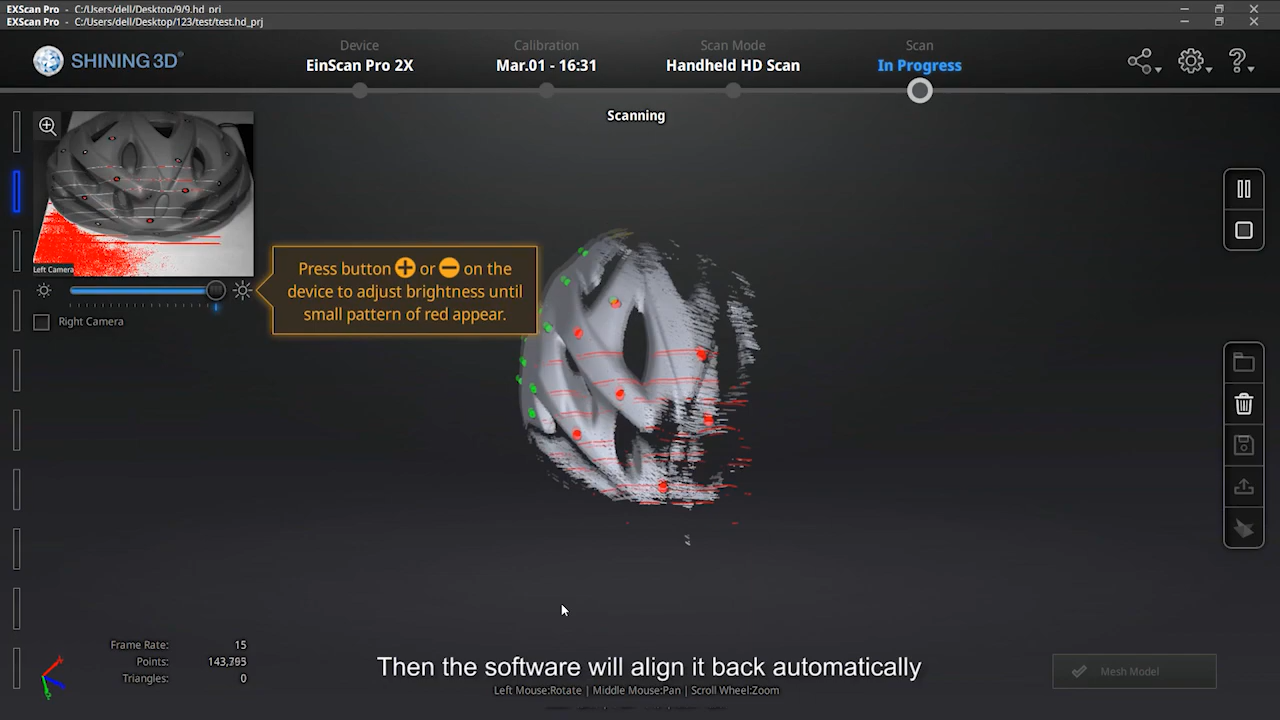 EXScan Pro - C:/Users/dell/Desktop/9/9.hd_prj
EXScan Pro - C:/Users/dell/Desktop/123/test/test.hd_prj
SHINING 3D®
Device
EinScan Pro 2X
Calibration
Mar.01 - 16:31
Scan Mode
Handheld HD Scan
Scan
In Progress
Scanning
Left Camera
Press button + or − on the
device to adjust brightness until
small pattern of red appear.
Right Camera
Frame Rate: 15
Points: 143,795
Triangles: 0
Then the software will align it back automatically
Left Mouse:Rotate | Middle Mouse:Pan | Scroll Wheel:Zoom
Mesh Model